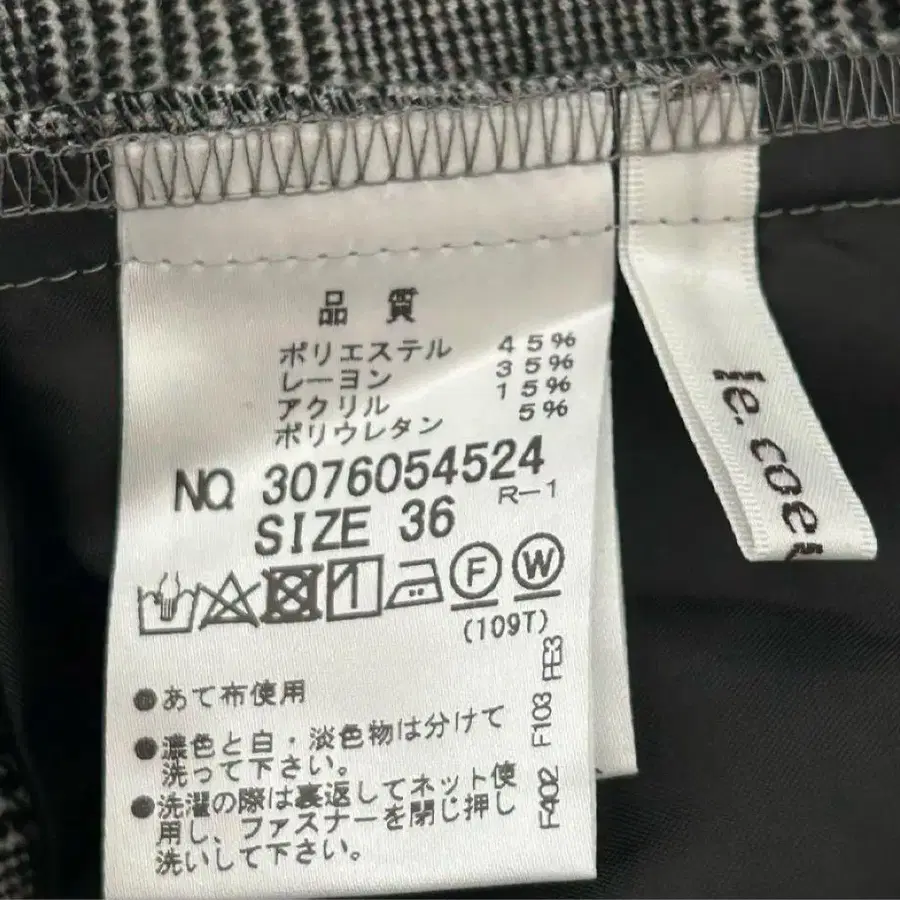 品 質
ポリエステル 45%
レーヨン 35%
アクリル 15%
ポリウレタン 5%
NO 3076054524
R-1
SIZE 36
F W
(109T)
●あて布使用
●濃色と白・淡色物は分けて
洗って下さい。
●洗濯の際は裏返してネット使
用し、ファスナーを閉じ押し
洗いして下さい。
F402 F103 FE3
le.coe